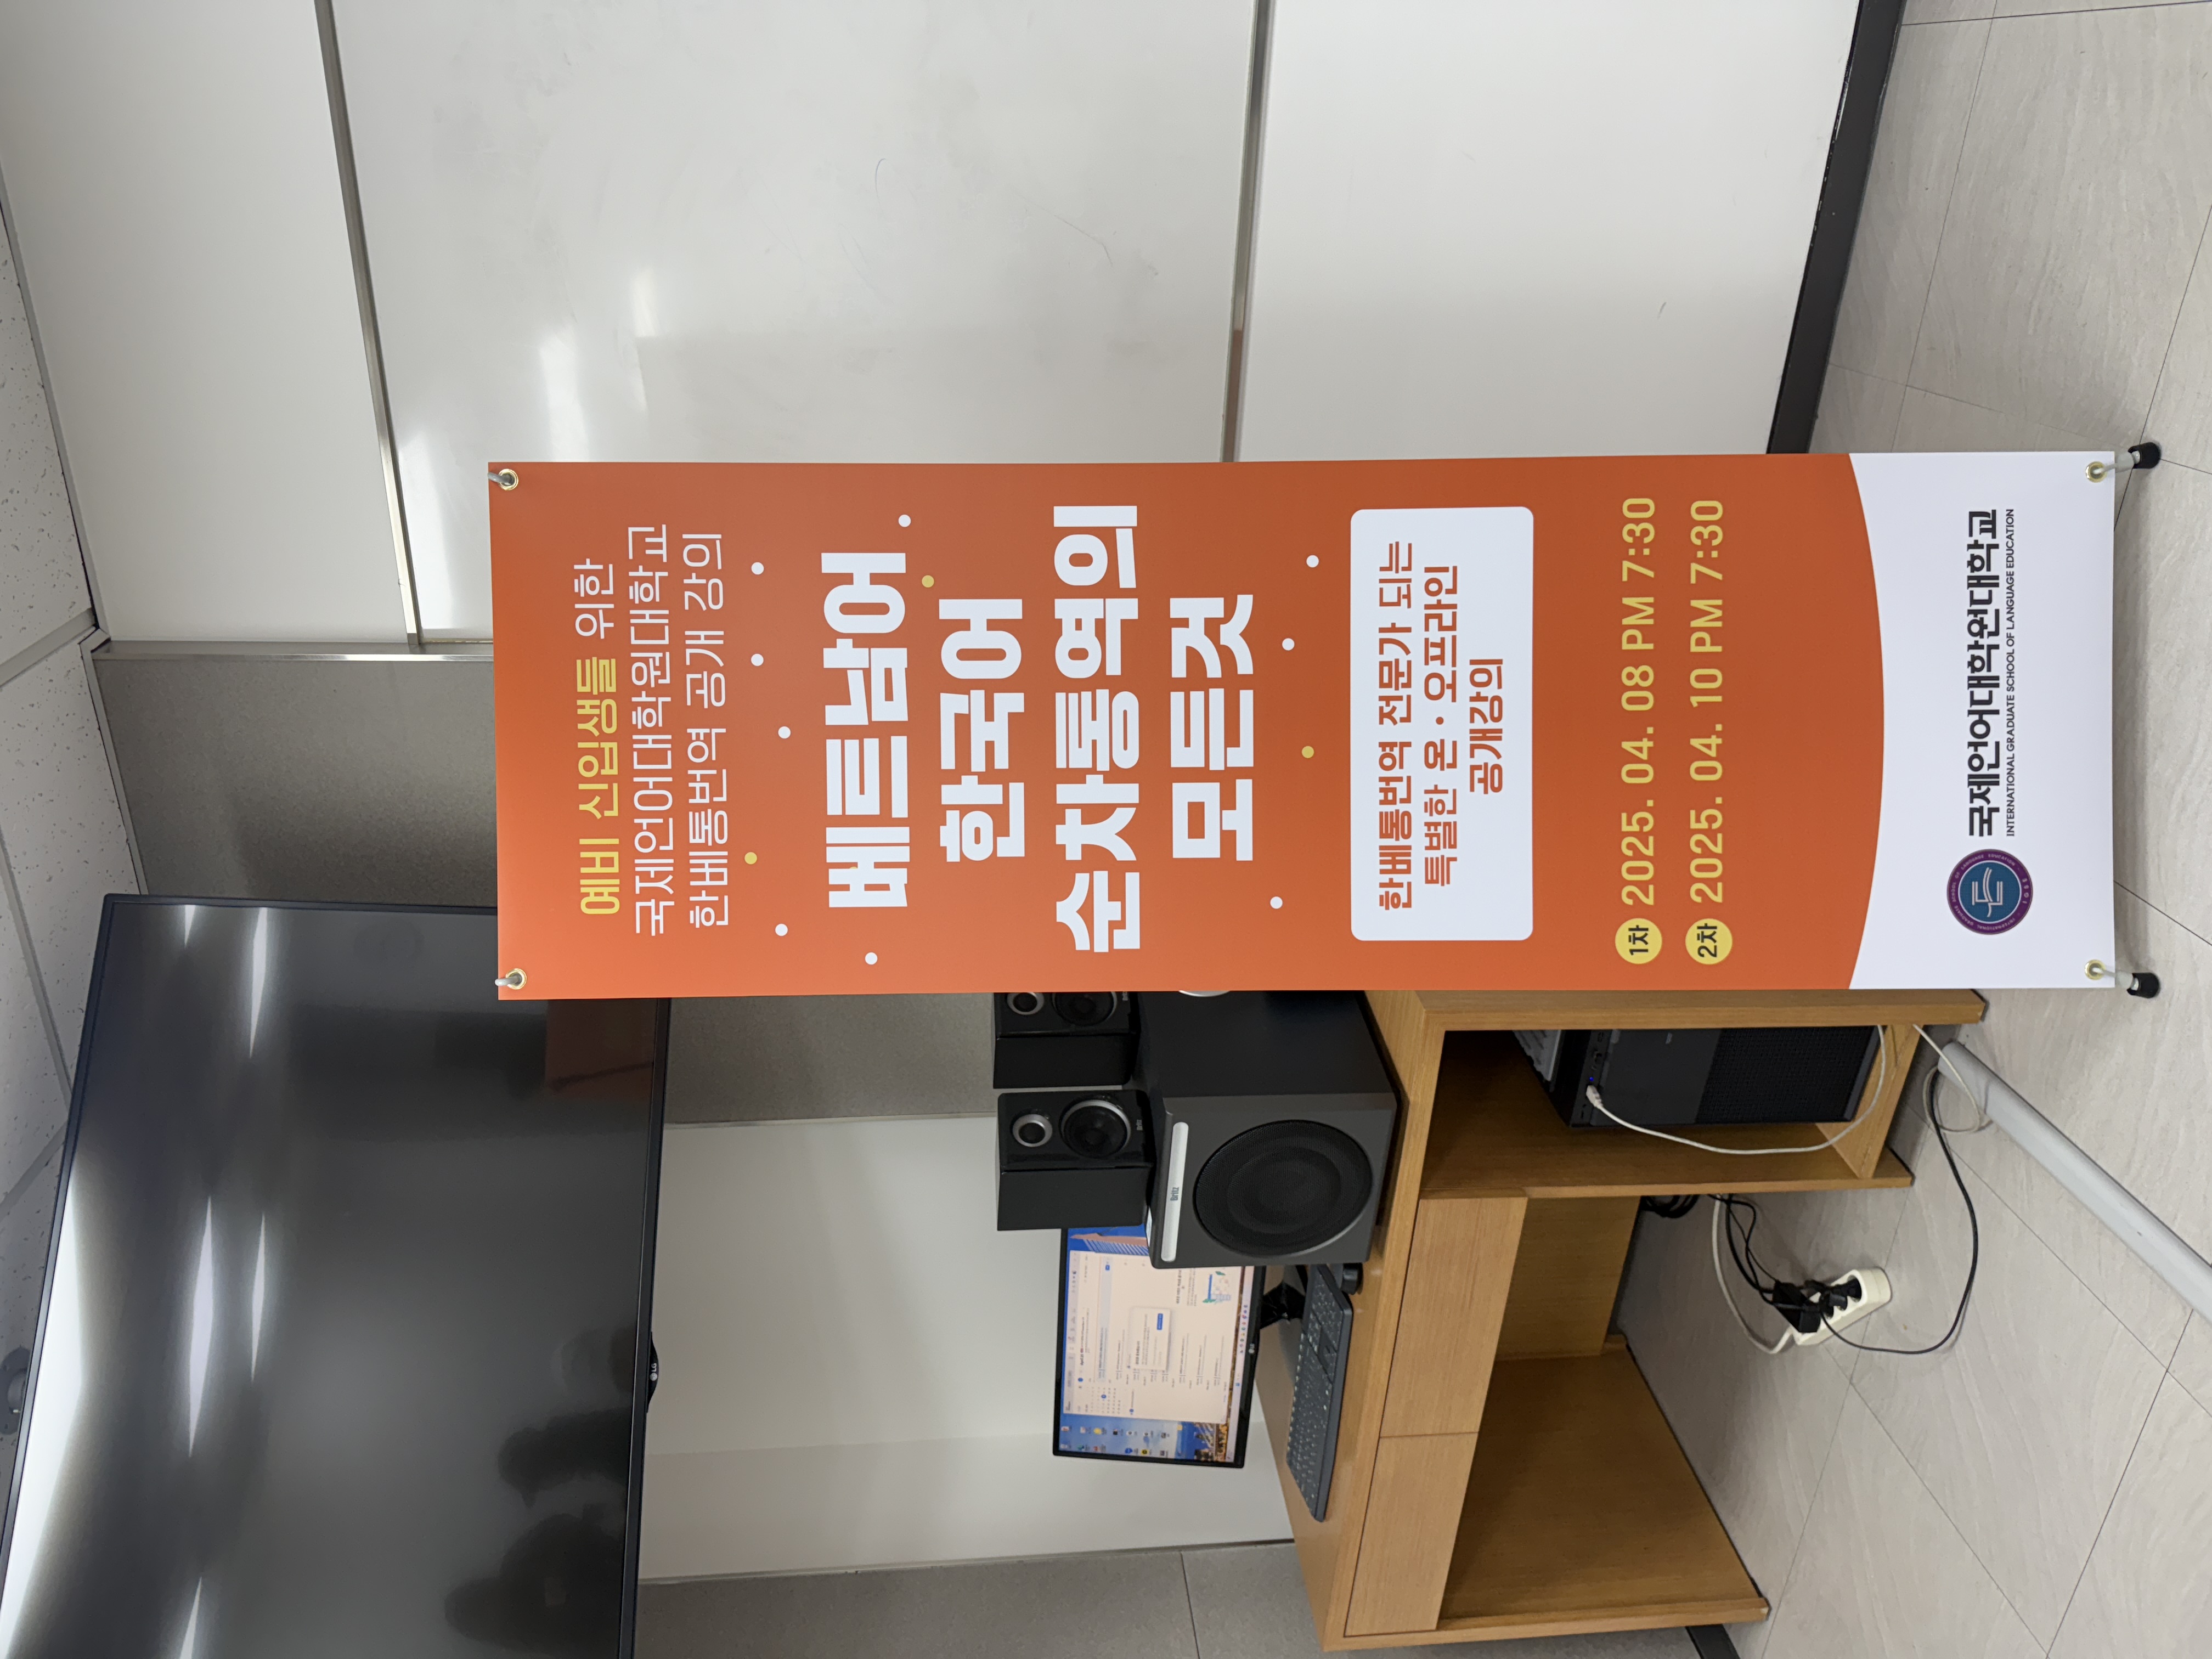 예비 신입생들 위한
국제언어대학원대학교
한베통번역 공개 강의
베트남어
한국어
순차통역의
모든것
한베통번역 전문가 되는
특별한 온·오프라인
공개강의
1차 2025. 04. 08 PM 7:30
2차 2025. 04. 10 PM 7:30
국제언어대학원대학교
INTERNATIONAL GRADUATE SCHOOL OF LANGUAGE EDUCATION
LG
Britz